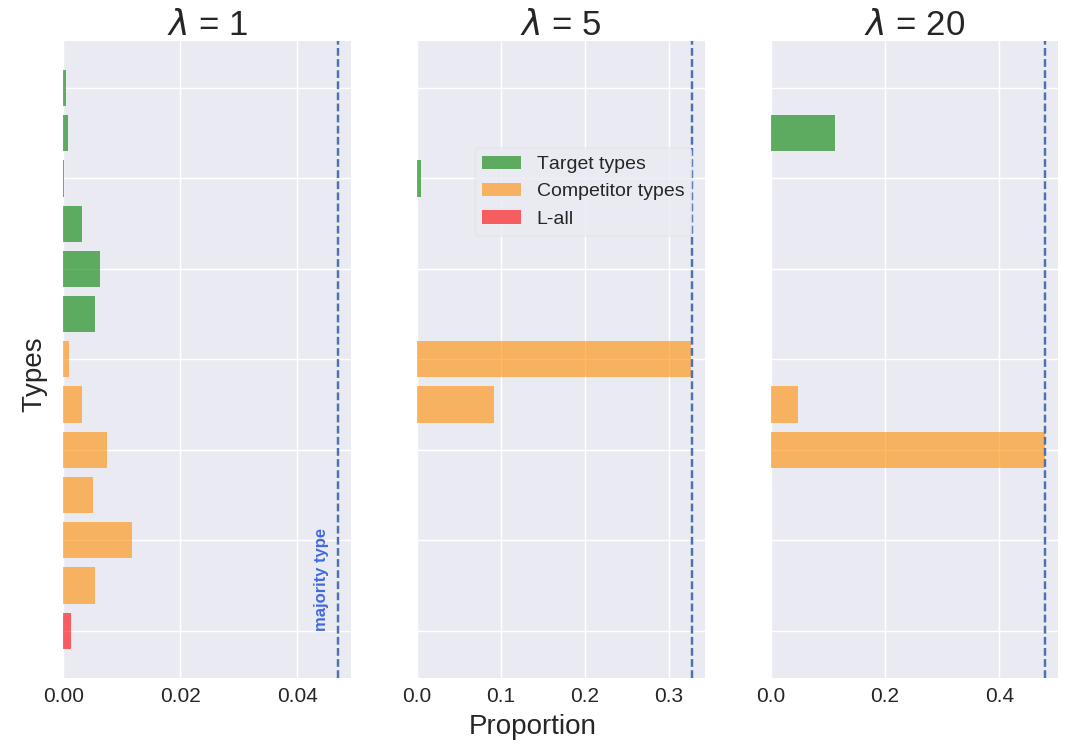 λ = 1
λ = 5
λ = 20
Target types
Competitor types
L-all
Types
majority type
0.00 0.02 0.04
0.0 0.1 0.2 0.3
0.0 0.2 0.4
Proportion